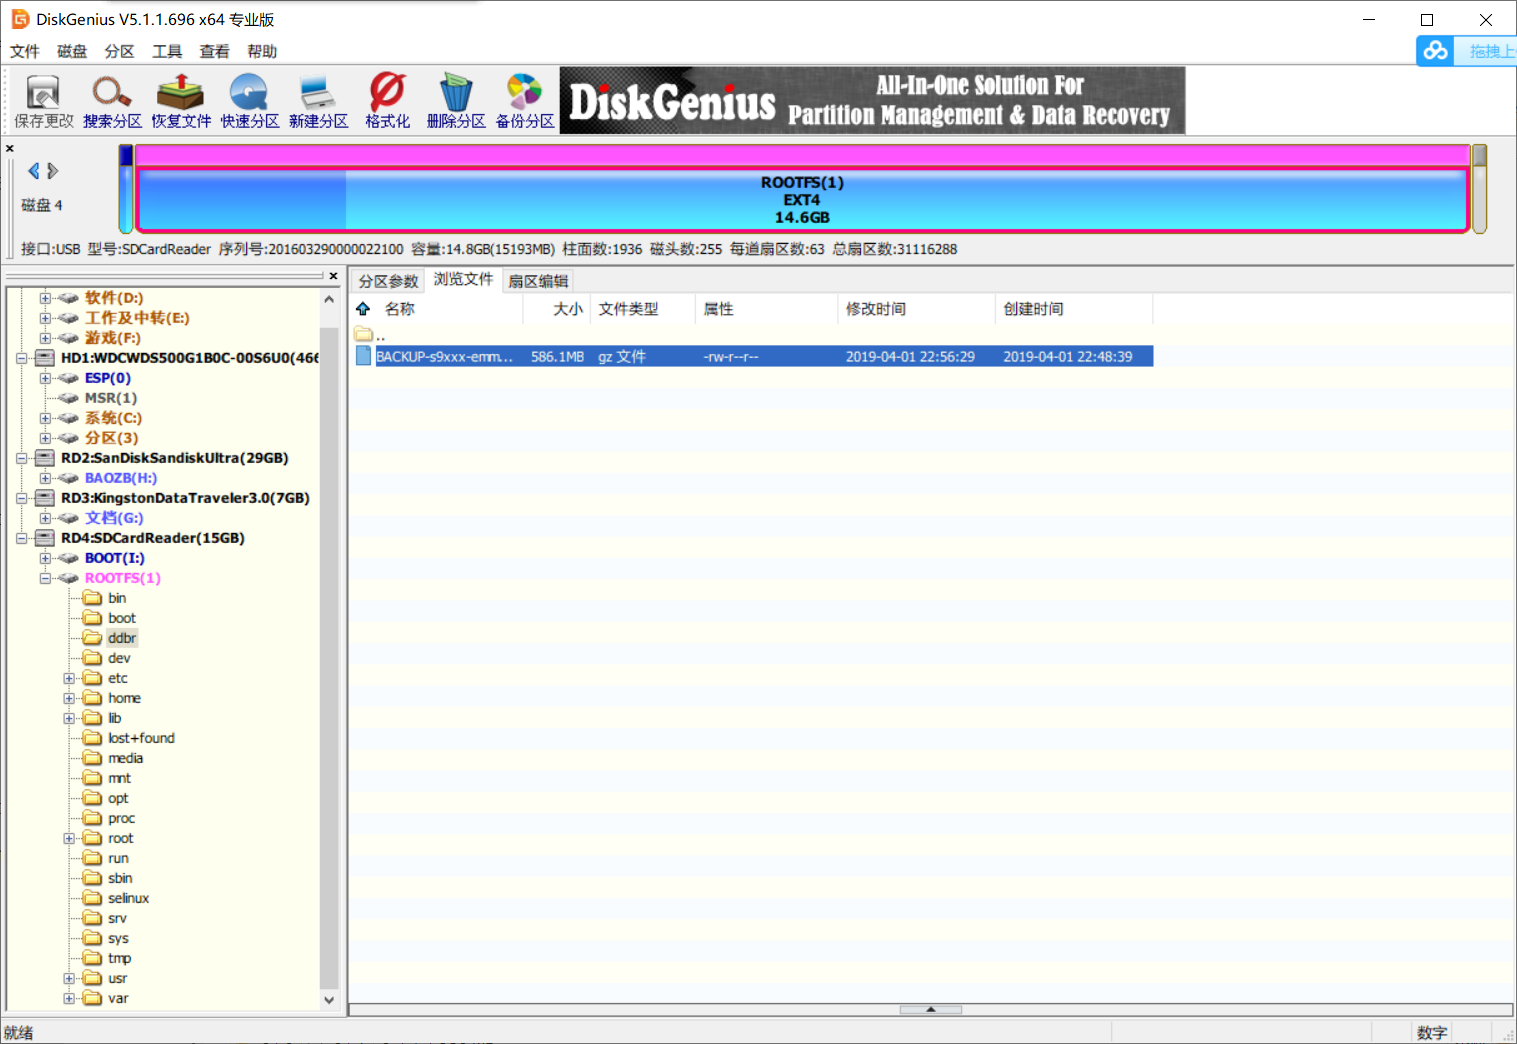 DiskGenius V5.1.1.696 x64 专业版
文件 磁盘 分区 工具 查看 帮助
拖拽上
保存更改 搜索分区 恢复文件 快速分区 新建分区 格式化 删除分区 备份分区
DiskGenius
All-In-One Solution For
Partition Management & Data Recovery
磁盘 4
ROOTFS(1)
EXT4
14.6GB
接口:USB 型号:SDCardReader 序列号:201603290000022100 容量:14.8GB(15193MB) 柱面数:1936 磁头数:255 每道扇区数:63 总扇区数:31116288
软件(D:)
工作及中转(E:)
游戏(F:)
HD1:WDCWDS500G1B0C-00S6U0(466
ESP(0)
MSR(1)
系统(C:)
分区(3)
RD2:SanDiskSandiskUltra(29GB)
BAOZB(H:)
RD3:KingstonDataTraveler3.0(7GB)
文档(G:)
RD4:SDCardReader(15GB)
BOOT(I:)
ROOTFS(1)
bin
boot
ddbr
dev
etc
home
lib
lost+found
media
mnt
opt
proc
root
run
sbin
selinux
srv
sys
tmp
usr
var
分区参数 浏览文件 扇区编辑
名称 大小 文件类型 属性 修改时间 创建时间
..
BACKUP-s9xxx-emm... 586.1MB gz 文件 -rw-r--r-- 2019-04-01 22:56:29 2019-04-01 22:48:39
就绪
数字